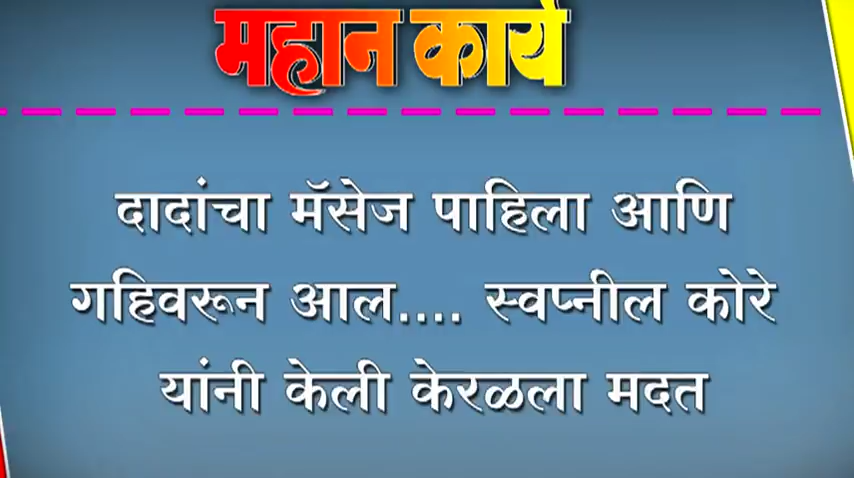 महान कार्य
दादांचा मॅसेज पाहिला आणि
गहिवरून आल.... स्वप्नील कोरे
यांनी केली केरळला मदत